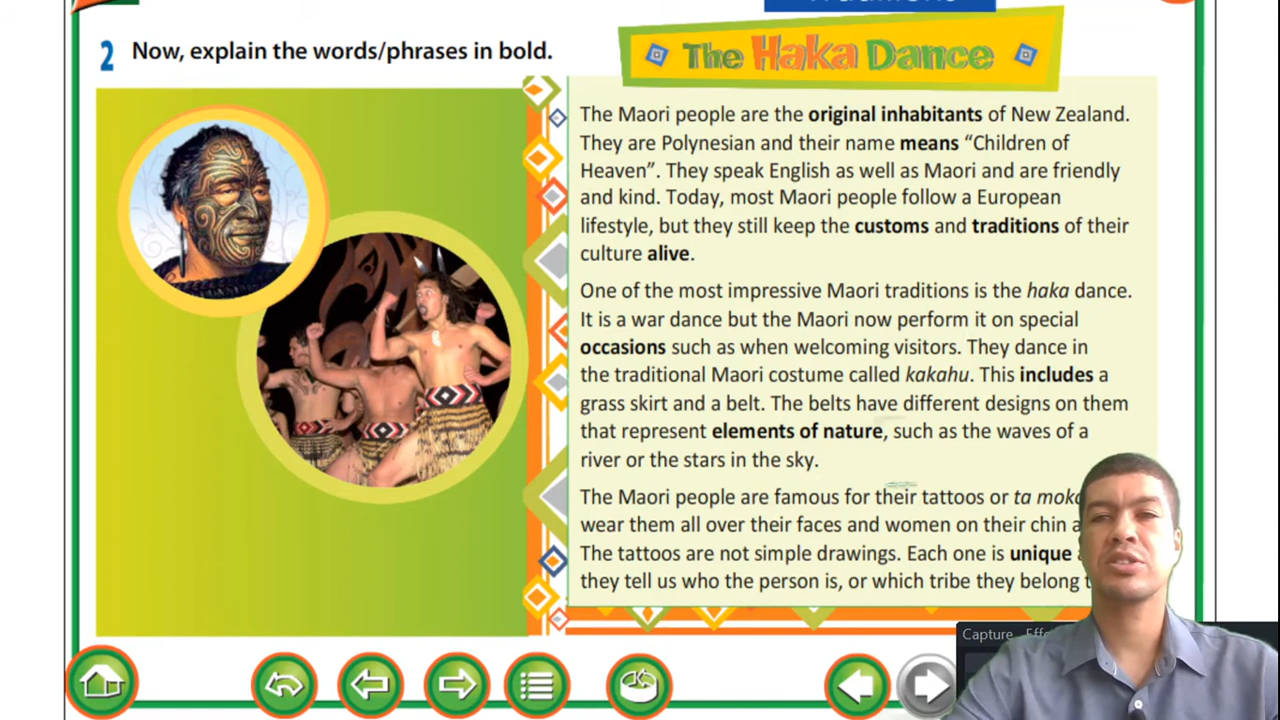 2 Now, explain the words/phrases in bold.
The Haka Dance
The Maori people are the original inhabitants of New Zealand.
They are Polynesian and their name means “Children of
Heaven”. They speak English as well as Maori and are friendly
and kind. Today, most Maori people follow a European
lifestyle, but they still keep the customs and traditions of their
culture alive.
One of the most impressive Maori traditions is the haka dance.
It is a war dance but the Maori now perform it on special
occasions such as when welcoming visitors. They dance in
the traditional Maori costume called kakahu. This includes a
grass skirt and a belt. The belts have different designs on them
that represent elements of nature, such as the waves of a
river or the stars in the sky.
The Maori people are famous for their tattoos or ta moko
wear them all over their faces and women on their chin
The tattoos are not simple drawings. Each one is unique
they tell us who the person is, or which tribe they belong
Capture